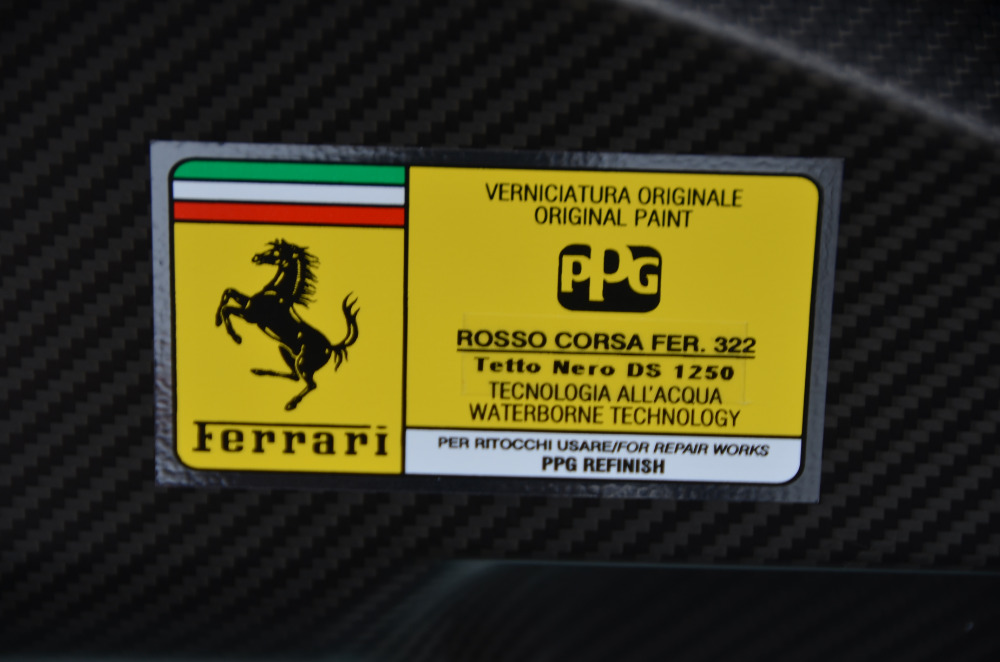 VERNICIATURA ORIGINALE
ORIGINAL PAINT
PPG
ROSSO CORSA FER. 322
Tetto Nero DS 1250
TECNOLOGIA ALL'ACQUA
WATERBORNE TECHNOLOGY
Ferrari
PER RITOCCHI USARE/FOR REPAIR WORKS
PPG REFINISH